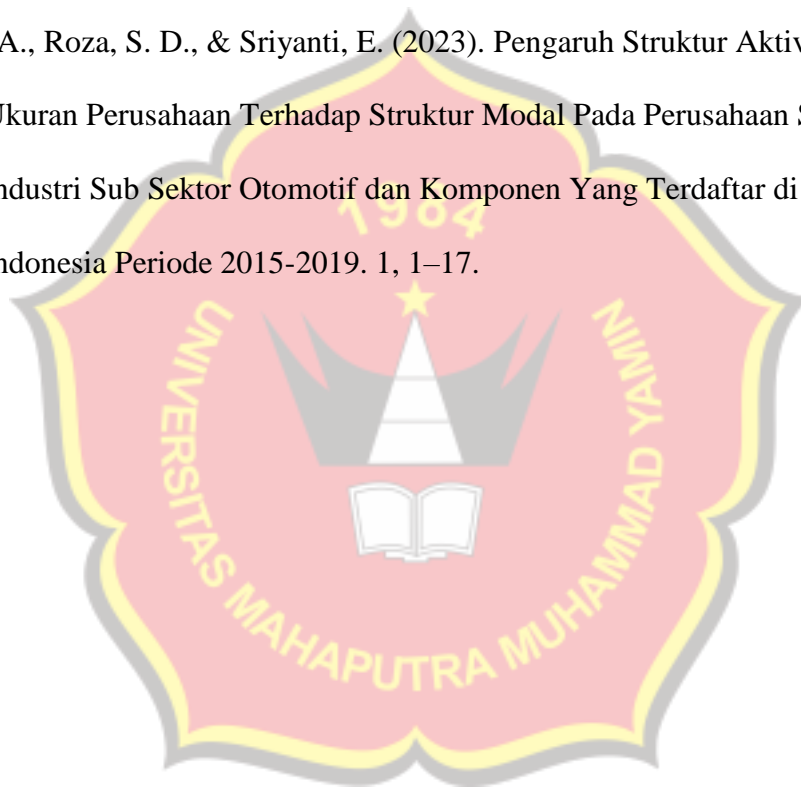 A., Roza, S. D., & Sriyanti, E. (2023). Pengaruh Struktur Aktiv
Ukuran Perusahaan Terhadap Struktur Modal Pada Perusahaan S
ndustri Sub Sektor Otomotif dan Komponen Yang Terdaftar di
ndonesia Periode 2015-2019. 1, 1–17.
1984
UNIVERSITAS MAHAPUTRA MUHAMMAD YAMIN